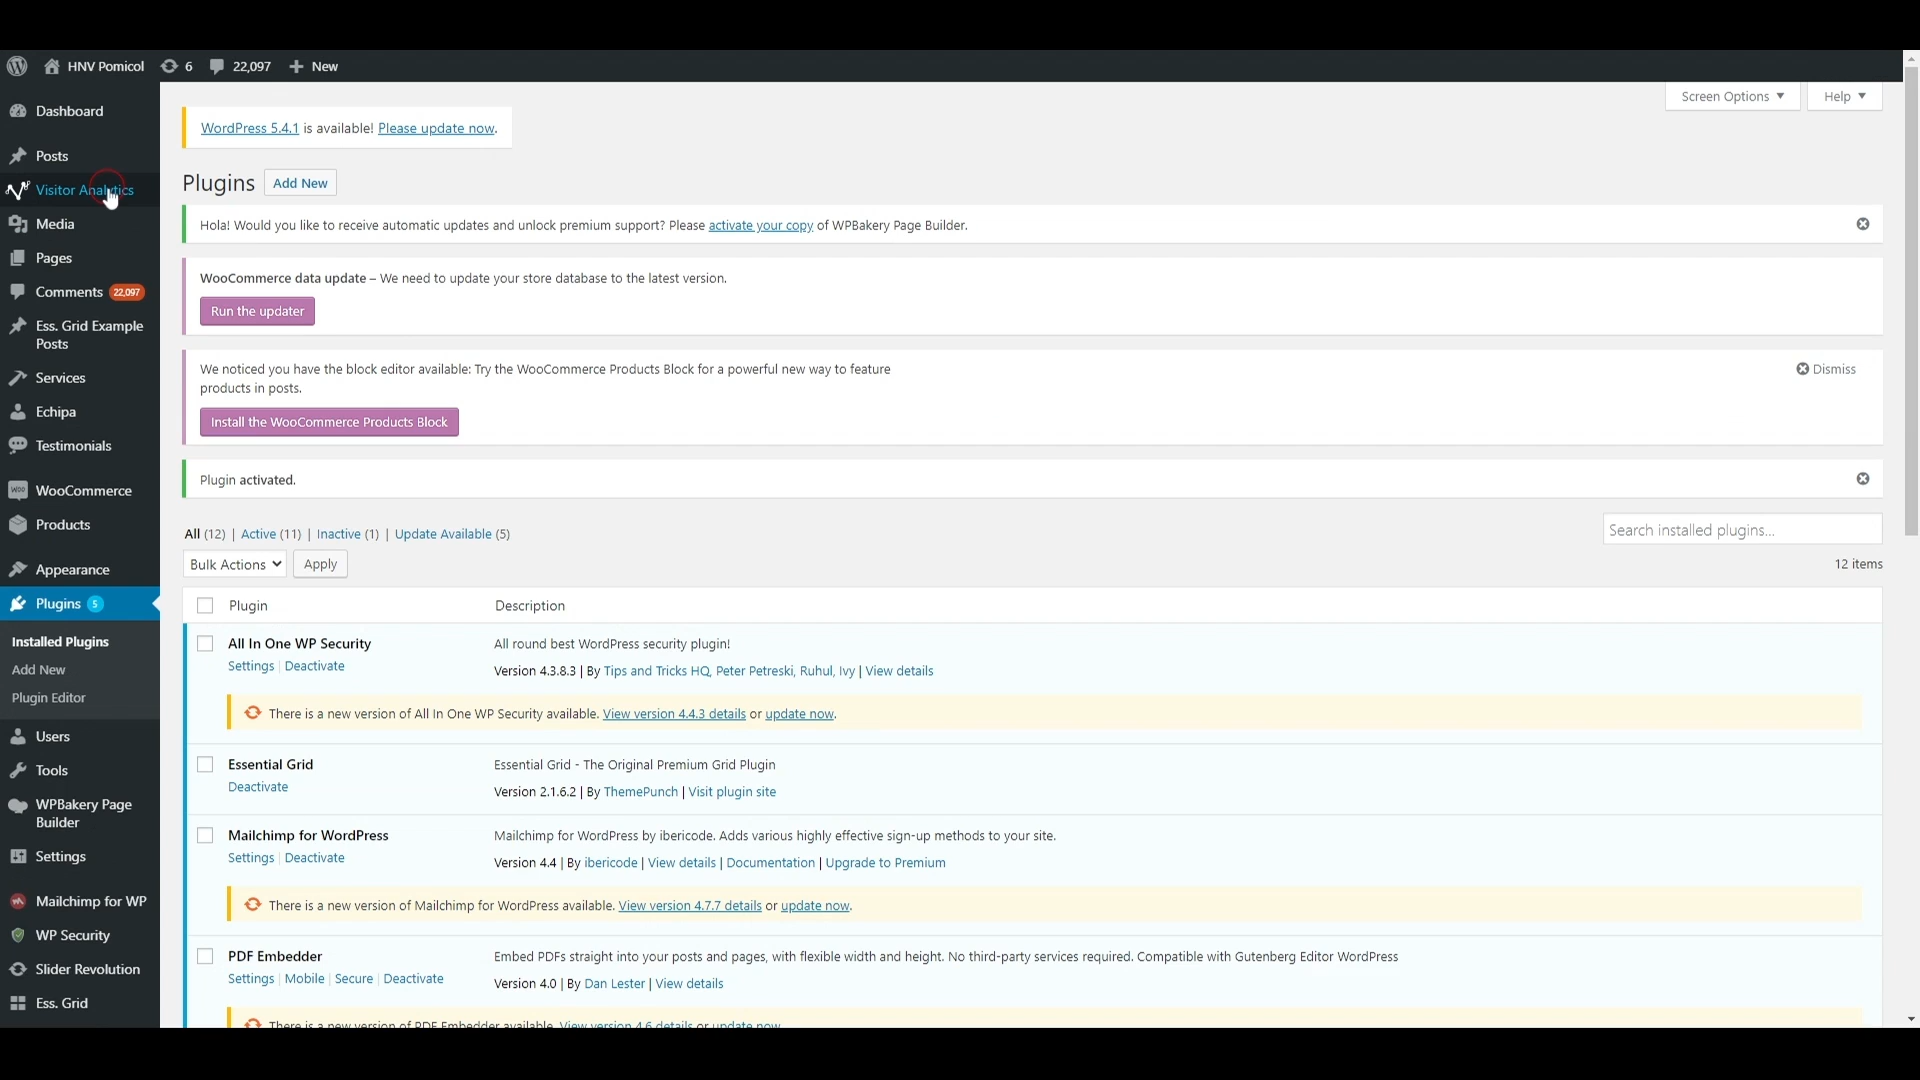 HNV Pomicol 6 22,097 New
Screen Options Help
Dashboard
WordPress 5.4.1 is available! Please update now.
Posts
Visitor Analytics
Media
Pages
Comments 22,097
Ess. Grid Example
Posts
Services
Echipa
Testimonials
WooCommerce
Products
Appearance
Plugins 5
Installed Plugins
Add New
Plugin Editor
Users
Tools
WPBakery Page
Builder
Settings
Mailchimp for WP
WP Security
Slider Revolution
Ess. Grid
Plugins Add New
Hola! Would you like to receive automatic updates and unlock premium support? Please activate your copy of WPBakery Page Builder.
WooCommerce data update – We need to update your store database to the latest version.
Run the updater
We noticed you have the block editor available: Try the WooCommerce Products Block for a powerful new way to feature
products in posts.
Dismiss
Install the WooCommerce Products Block
Plugin activated.
All (12) | Active (11) | Inactive (1) | Update Available (5)
Search installed plugins...
Bulk Actions Apply
12 items
Plugin Description
All In One WP Security All round best WordPress security plugin!
Settings | Deactivate Version 4.3.8.3 | By Tips and Tricks HQ, Peter Petreski, Ruhul, Ivy | View details
There is a new version of All In One WP Security available. View version 4.4.3 details or update now.
Essential Grid Essential Grid - The Original Premium Grid Plugin
Deactivate Version 2.1.6.2 | By ThemePunch | Visit plugin site
Mailchimp for WordPress Mailchimp for WordPress by ibericode. Adds various highly effective sign-up methods to your site.
Settings | Deactivate Version 4.4 | By ibericode | View details | Documentation | Upgrade to Premium
There is a new version of Mailchimp for WordPress available. View version 4.7.7 details or update now.
PDF Embedder Embed PDFs straight into your posts and pages, with flexible width and height. No third-party services required. Compatible with Gutenberg Editor WordPress
Settings | Mobile | Secure | Deactivate Version 4.0 | By Dan Lester | View details
There is a new version of PDF Embedder available. View version 4.6 details or update now.